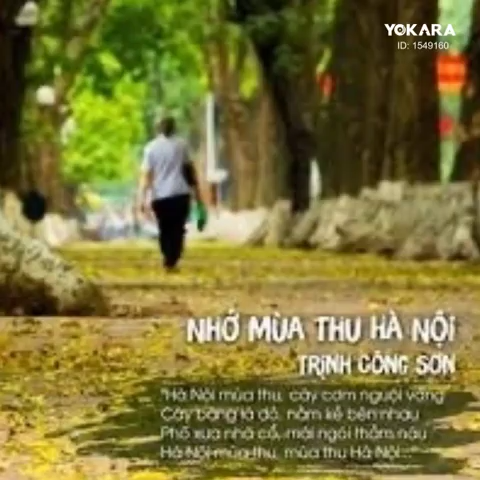 YOKARA
ID: 1549160
NHỚ MÙA THU HÀ NỘI
TRỊNH CÔNG SƠN
"Hà Nội mùa thu, cây cơm nguội vàng
Cây bàng lá đỏ, nằm kề bên nhau
Phố xưa nhà cổ, mái ngói thẫm nâu
Hà Nội mùa thu, mùa thu Hà Nội..."